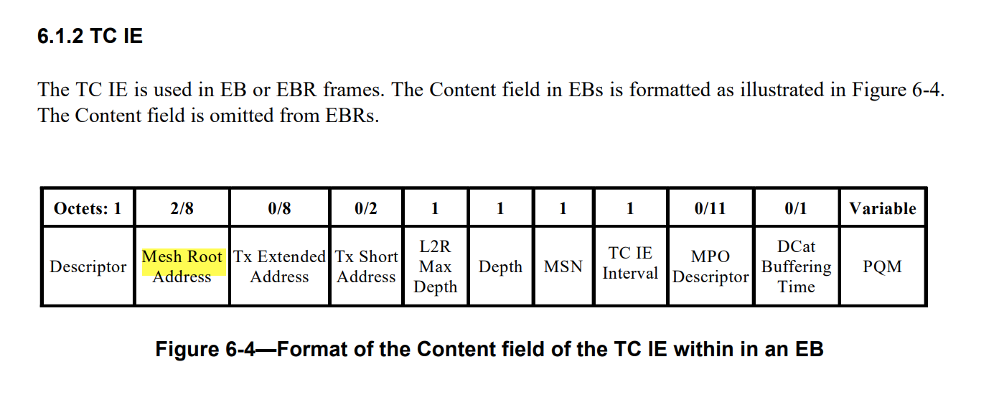 6.1.2 TC IE
The TC IE is used in EB or EBR frames. The Content field in EBs is formatted as illustrated in Figure 6-4.
The Content field is omitted from EBRs.
Octets: 1 2/8 0/8 0/2 1 1 1 1 0/11 0/1 Variable
Descriptor Mesh Root Address Tx Extended Address Tx Short Address L2R Max Depth Depth MSN TC IE Interval MPO Descriptor DCat Buffering Time PQM
Figure 6-4—Format of the Content field of the TC IE within in an EB